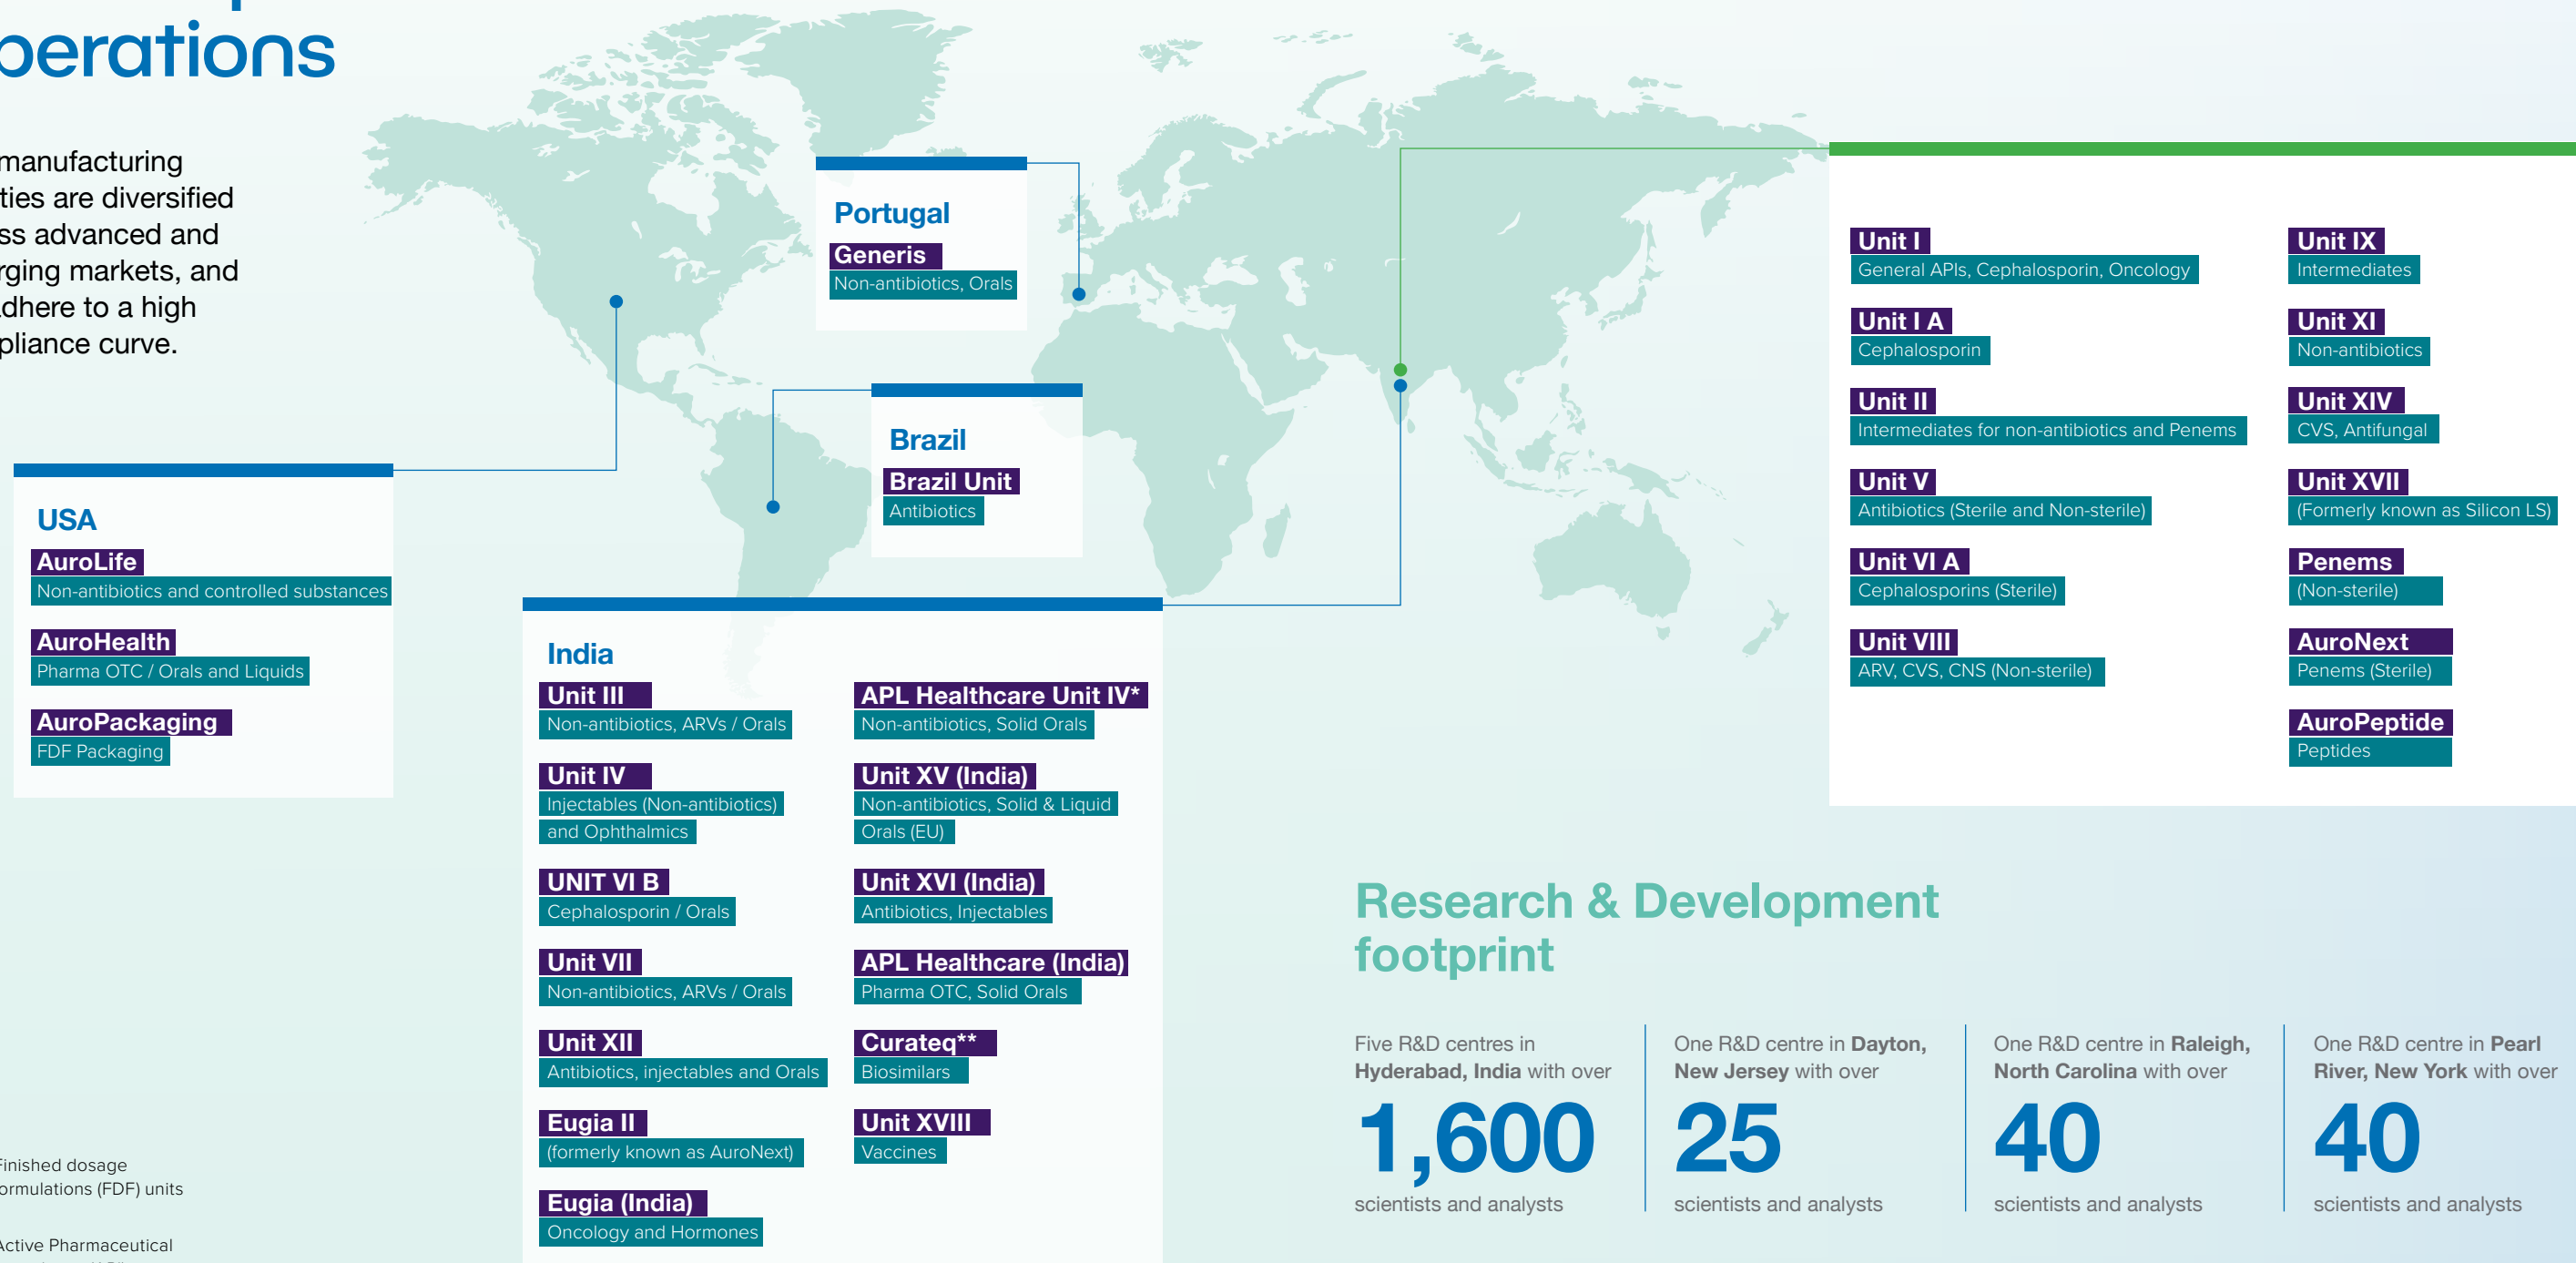 perations
manufacturing
ties are diversified
ss advanced and
rging markets, and
dhere to a high
pliance curve.
USA
AuroLife
Non-antibiotics and controlled substances
AuroHealth
Pharma OTC / Orals and Liquids
AuroPackaging
FDF Packaging
Portugal
Generis
Non-antibiotics, Orals
Brazil
Brazil Unit
Antibiotics
India
Unit III
Non-antibiotics, ARVs / Orals
Unit IV
Injectables (Non-antibiotics)
and Ophthalmics
UNIT VI B
Cephalosporin / Orals
Unit VII
Non-antibiotics, ARVs / Orals
Unit XII
Antibiotics, injectables and Orals
Eugia II
(formerly known as AuroNext)
Eugia (India)
Oncology and Hormones
APL Healthcare Unit IV*
Non-antibiotics, Solid Orals
Unit XV (India)
Non-antibiotics, Solid & Liquid
Orals (EU)
Unit XVI (India)
Antibiotics, Injectables
APL Healthcare (India)
Pharma OTC, Solid Orals
Curateq**
Biosimilars
Unit XVIII
Vaccines
Unit I
General APIs, Cephalosporin, Oncology
Unit I A
Cephalosporin
Unit II
Intermediates for non-antibiotics and Penems
Unit V
Antibiotics (Sterile and Non-sterile)
Unit VI A
Cephalosporins (Sterile)
Unit VIII
ARV, CVS, CNS (Non-sterile)
Unit IX
Intermediates
Unit XI
Non-antibiotics
Unit XIV
CVS, Antifungal
Unit XVII
(Formerly known as Silicon LS)
Penems
(Non-sterile)
AuroNext
Penems (Sterile)
AuroPeptide
Peptides
Research & Development
footprint
Five R&D centres in
Hyderabad, India with over
1,600
scientists and analysts
One R&D centre in Dayton,
New Jersey with over
25
scientists and analysts
One R&D centre in Raleigh,
North Carolina with over
40
scientists and analysts
One R&D centre in Pearl
River, New York with over
40
scientists and analysts
Finished dosage
ormulations (FDF) units
Active Pharmaceutical